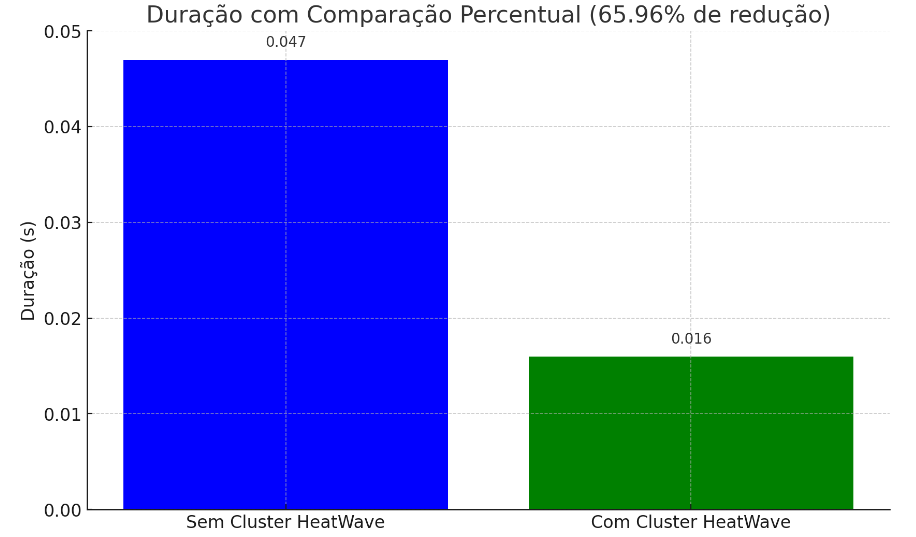 Duração com Comparação Percentual (65.96% de redução)
0.05
0.047
0.04
0.03
Duração (s)
0.02
0.016
0.01
0.00
Sem Cluster HeatWave
Com Cluster HeatWave